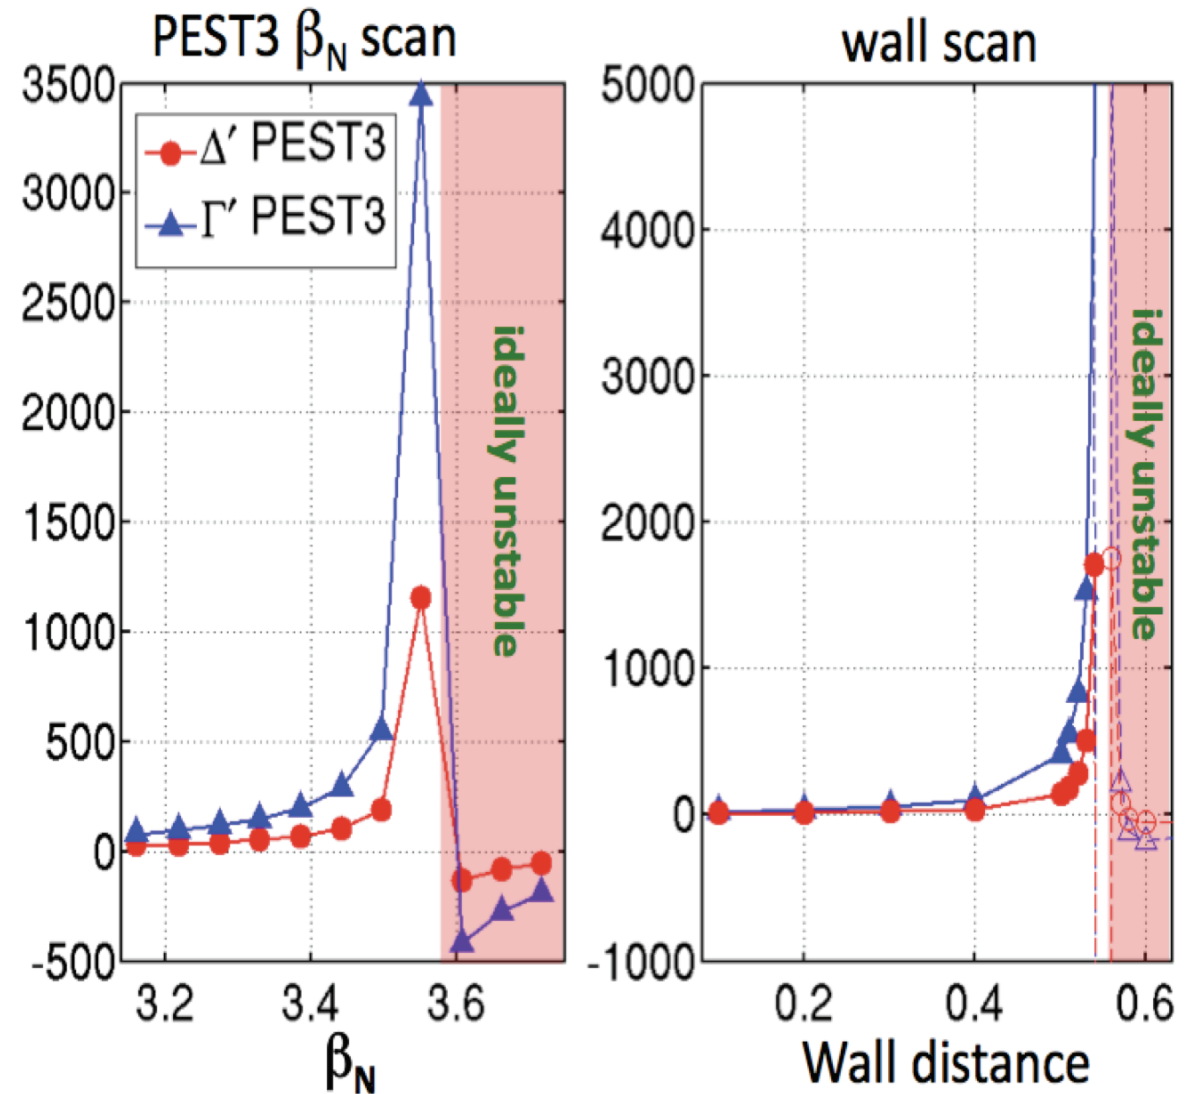 PEST3 βN scan
3500
3000
2500
2000
1500
1000
500
0
-500
Δ′ PEST3
Γ′ PEST3
ideally unstable
3.2 3.4 3.6
βN
wall scan
5000
4000
3000
2000
1000
0
-1000
ideally unstable
0.2 0.4 0.6
Wall distance